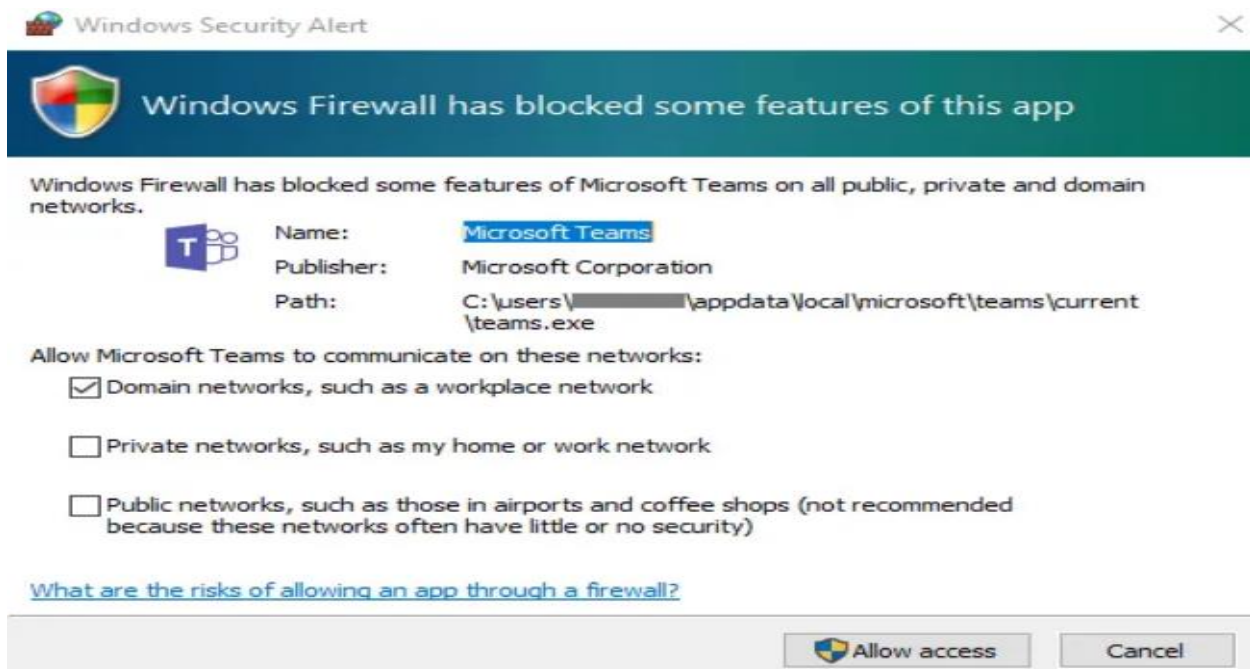 Windows Security Alert
Windows Firewall has blocked some features of this app
Windows Firewall has blocked some features of Microsoft Teams on all public, private and domain
networks.
T
Name: Microsoft Teams
Publisher: Microsoft Corporation
Path: C:\users\ \appdata\local\microsoft\teams\current
\teams.exe
Allow Microsoft Teams to communicate on these networks:
Domain networks, such as a workplace network
Private networks, such as my home or work network
Public networks, such as those in airports and coffee shops (not recommended
because these networks often have little or no security)
What are the risks of allowing an app through a firewall?
Allow access Cancel